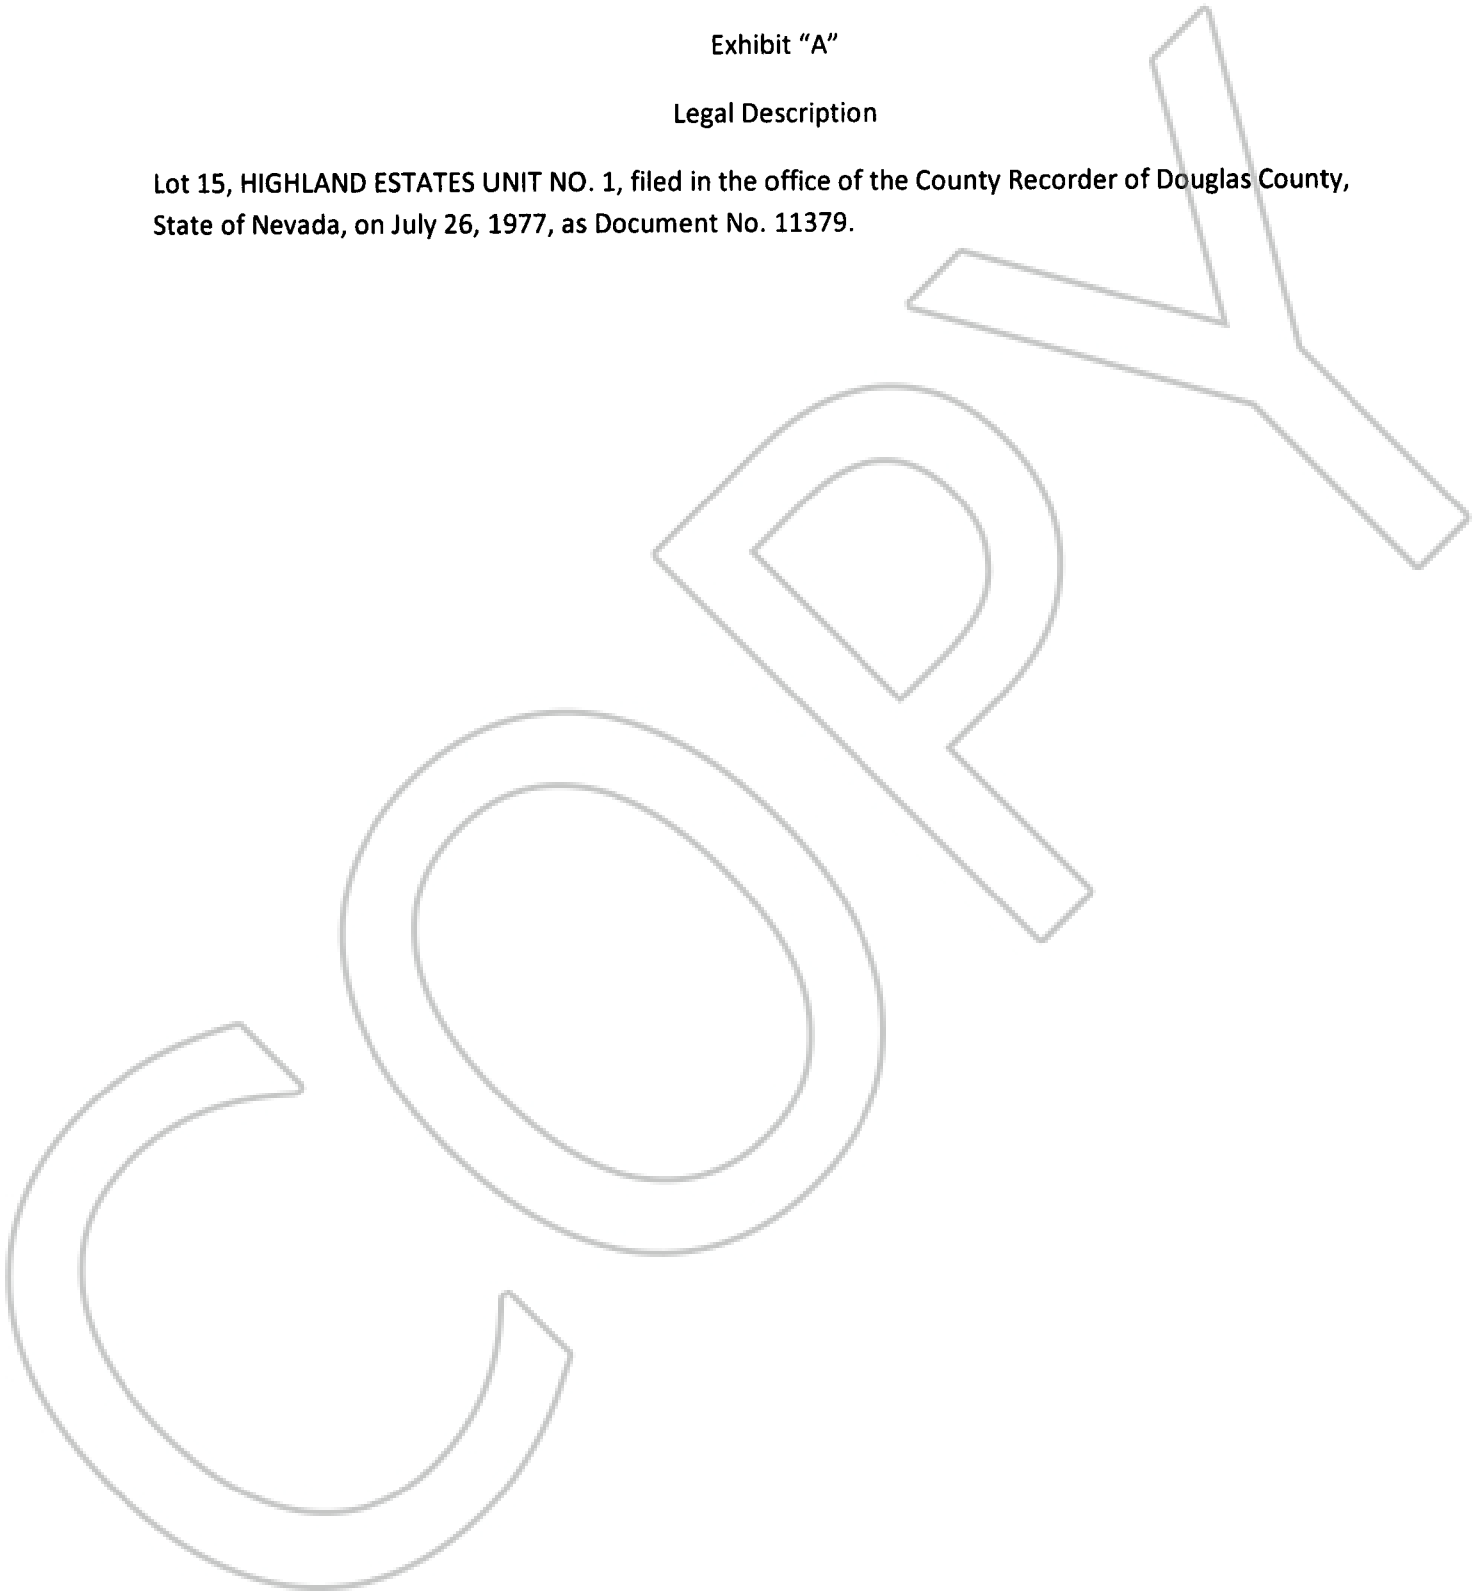 Exhibit “A”
Legal Description
Lot 15, HIGHLAND ESTATES UNIT NO. 1, filed in the office of the County Recorder of Douglas County,
State of Nevada, on July 26, 1977, as Document No. 11379.
COPY